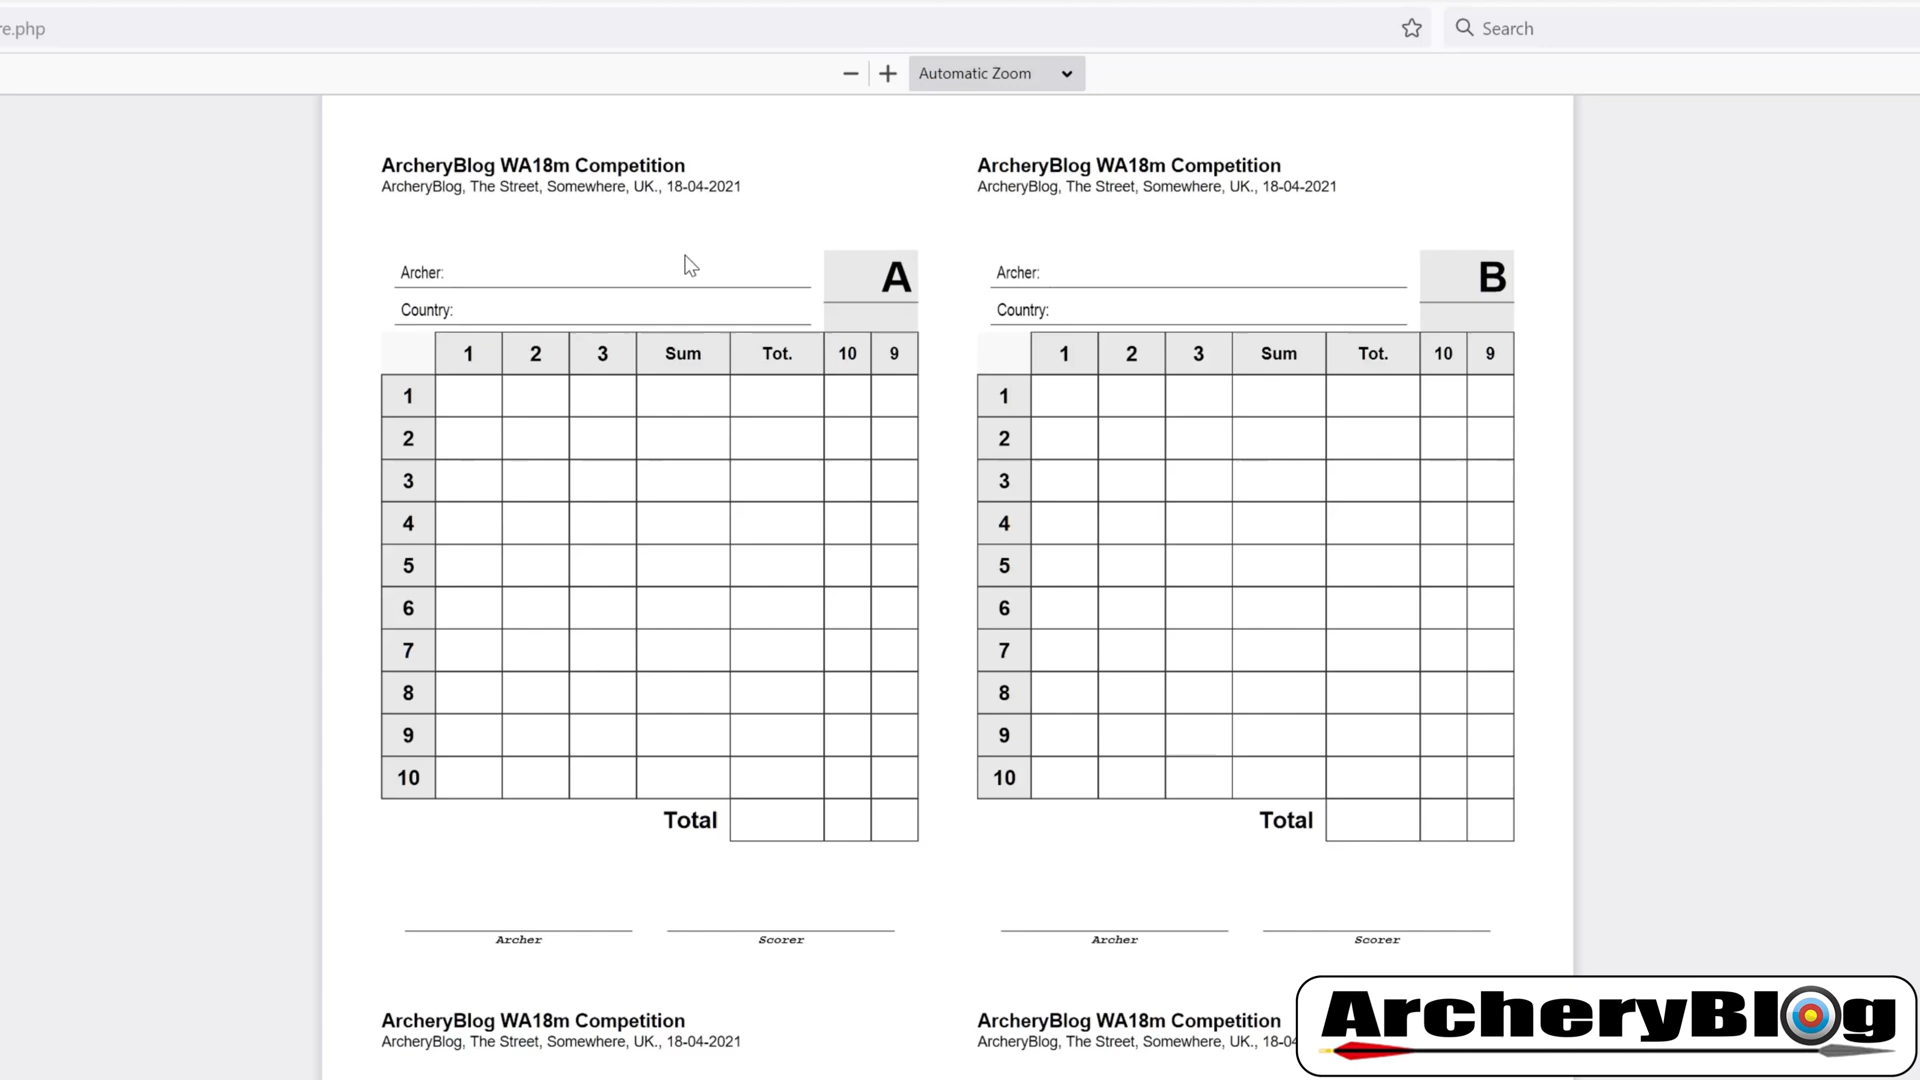 re.php
Search
Automatic Zoom
ArcheryBlog WA18m Competition
ArcheryBlog, The Street, Somewhere, UK., 18-04-2021
Archer:
A
Country:
1 2 3 Sum Tot. 10 9
1
2
3
4
5
6
7
8
9
10
Total
Archer Scorer
ArcheryBlog WA18m Competition
ArcheryBlog, The Street, Somewhere, UK., 18-04-2021
Archer:
B
Country:
1 2 3 Sum Tot. 10 9
1
2
3
4
5
6
7
8
9
10
Total
Archer Scorer
ArcheryBlog WA18m Competition
ArcheryBlog, The Street, Somewhere, UK., 18-04-2021
ArcheryBlog WA18m Competition
ArcheryBlog, The Street, Somewhere, UK., 18-04
ArcheryBlog